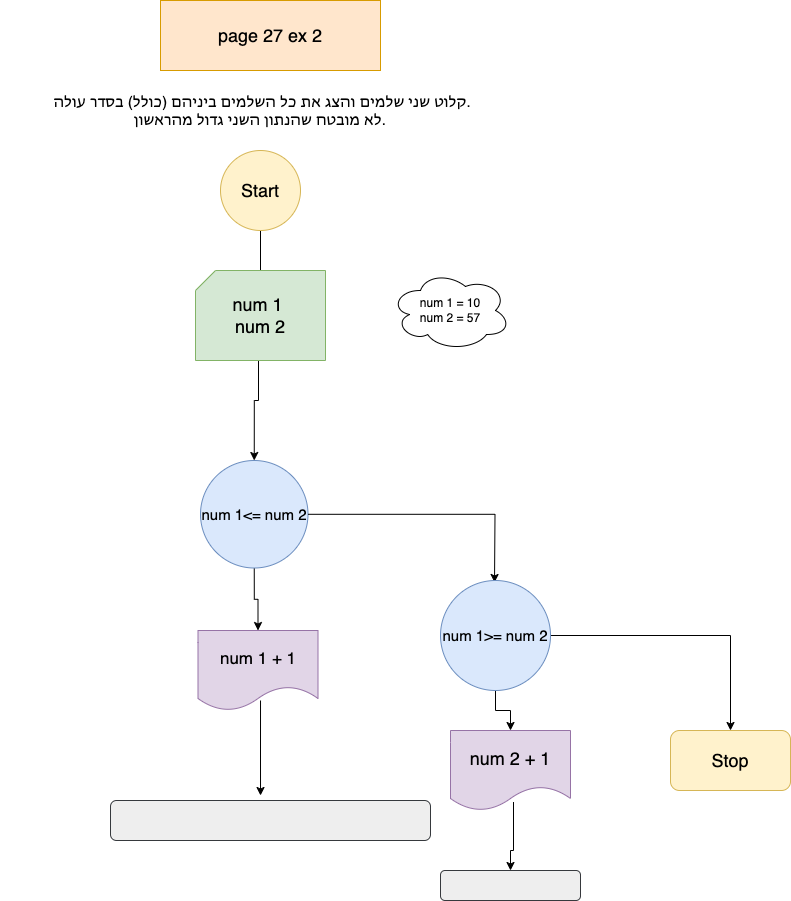 page 27 ex 2
קלוט שני שלמים והצג את כל השלמים ביניהם (כולל) בסדר עולה.
לא מובטח שהנתון השני גדול מהראשון.
Start
num 1
num 2
num 1 = 10
num 2 = 57
num 1<= num 2
num 1>= num 2
num 1 + 1
num 2 + 1
Stop